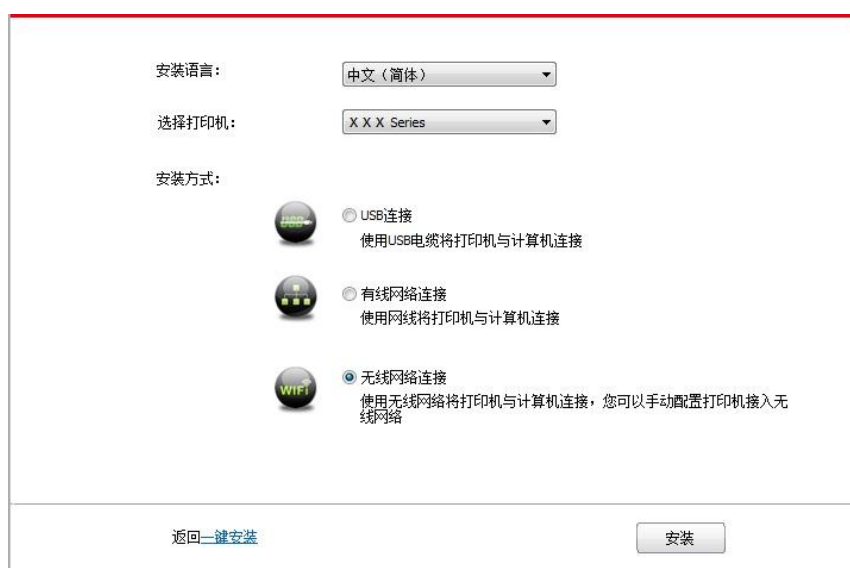 安装语言： 中文（简体）
选择打印机： X X X Series
安装方式：
USB
USB连接
使用USB电缆将打印机与计算机连接
有线网络连接
使用网线将打印机与计算机连接
WIFI
无线网络连接
使用无线网络将打印机与计算机连接，您可以手动配置打印机接入无
线网络
返回一键安装 安装